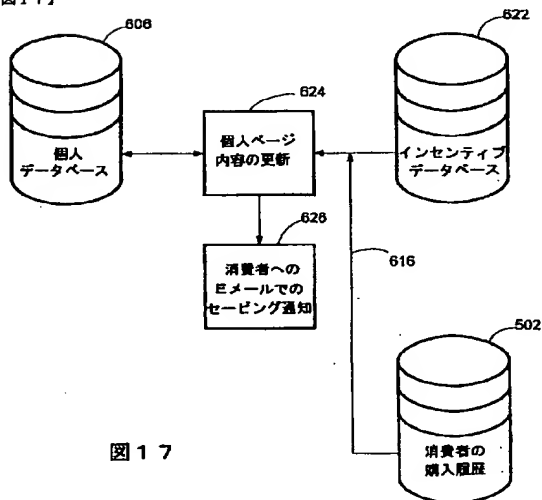 図17】
606
622
624
個人ページ
内容の更新
個人
データベース
インセンティブ
データベース
626
消費者への
Eメールでの
セービング通知
616
502
消費者の
購入履歴
図17